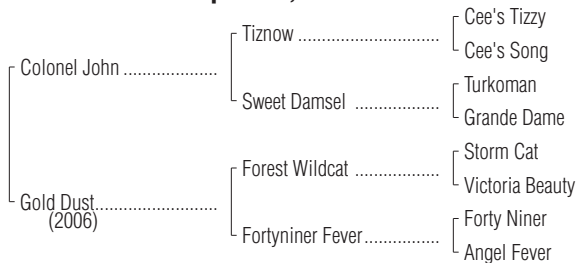 Cee's Tizzy
Tiznow ..............................
Cee's Song
Colonel John ....................
Turkoman
Sweet Damsel ..................
Grande Dame
Storm Cat
Forest Wildcat ..................
Victoria Beauty
Gold Dust..........................
(2006)
Forty Niner
Fortyniner Fever................
Angel Fever